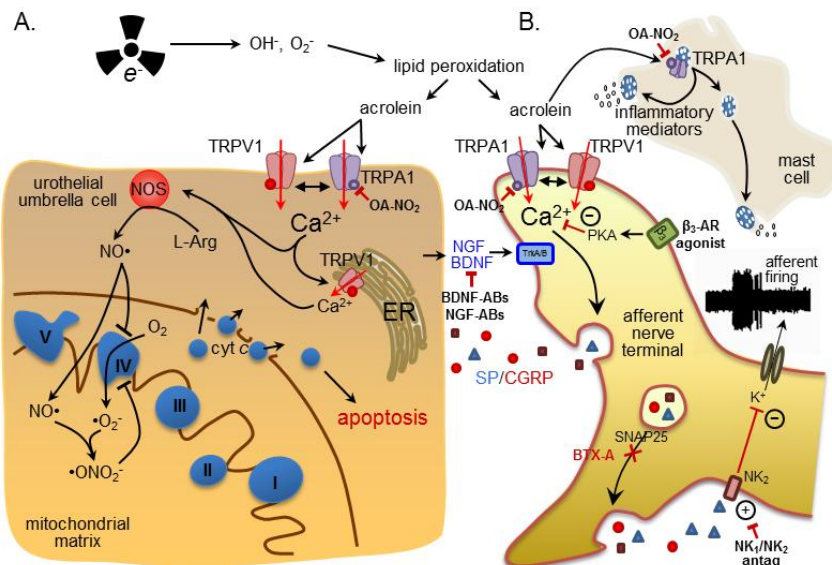 A.
e-
OH-, O2-
lipid peroxidation
acrolein
TRPV1
TRPA1
OA-NO2
urothelial
umbrella cell
NOS
Ca2+
NO•
L-Arg
TRPV1
Ca2+
ER
V
IV
O2
cyt c
III
NO•
•O2-
apoptosis
•ONO2-
II
I
mitochondrial
matrix
NGF
BDNF
TrkA/B
BDNF-ABs
NGF-ABs
SP/CGRP
B.
OA-NO2
TRPA1
acrolein
inflammatory
mediators
mast
cell
TRPA1
TRPV1
OA-NO2
Ca2+
−
PKA
β3
β3-AR
agonist
afferent
firing
afferent
nerve
terminal
K+
−
SNAP25
BTX-A
NK2
+
NK1/NK2
antag